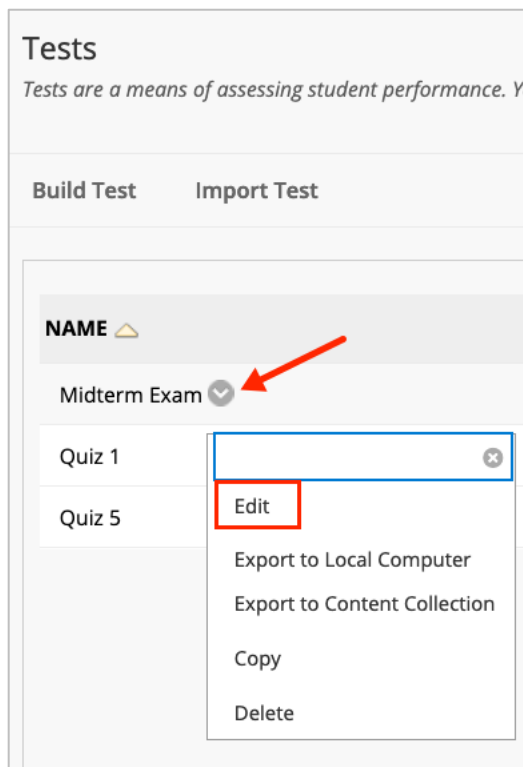 Tests
Tests are a means of assessing student performance.
Build Test Import Test
NAME
Midterm Exam
Quiz 1
Edit
Quiz 5
Export to Local Computer
Export to Content Collection
Copy
Delete